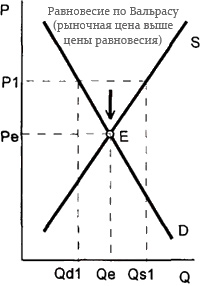 P
Равновесие по Вальрасу
(рыночная цена выше
цены равновесия)
S
P1
Pe
E
D
Qd1 Qe Qs1 Q